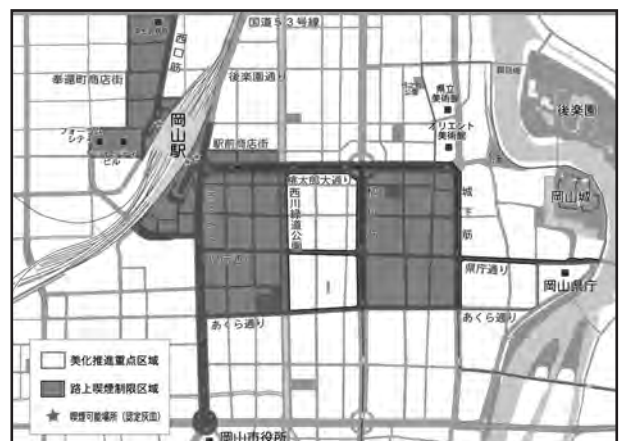 国道53号線
西口筋
奉還町商店街
後楽園通り
県立
美術館
オリエント
美術館
後楽園
岡山駅
駅前商店街
桃太郎大通り
西川緑道公園
城下筋
岡山城
県庁通り
岡山県庁
あくら通り
あくら通り
美化推進重点区域
路上喫煙制限区域
喫煙可能場所（認定灰皿）
岡山市役所